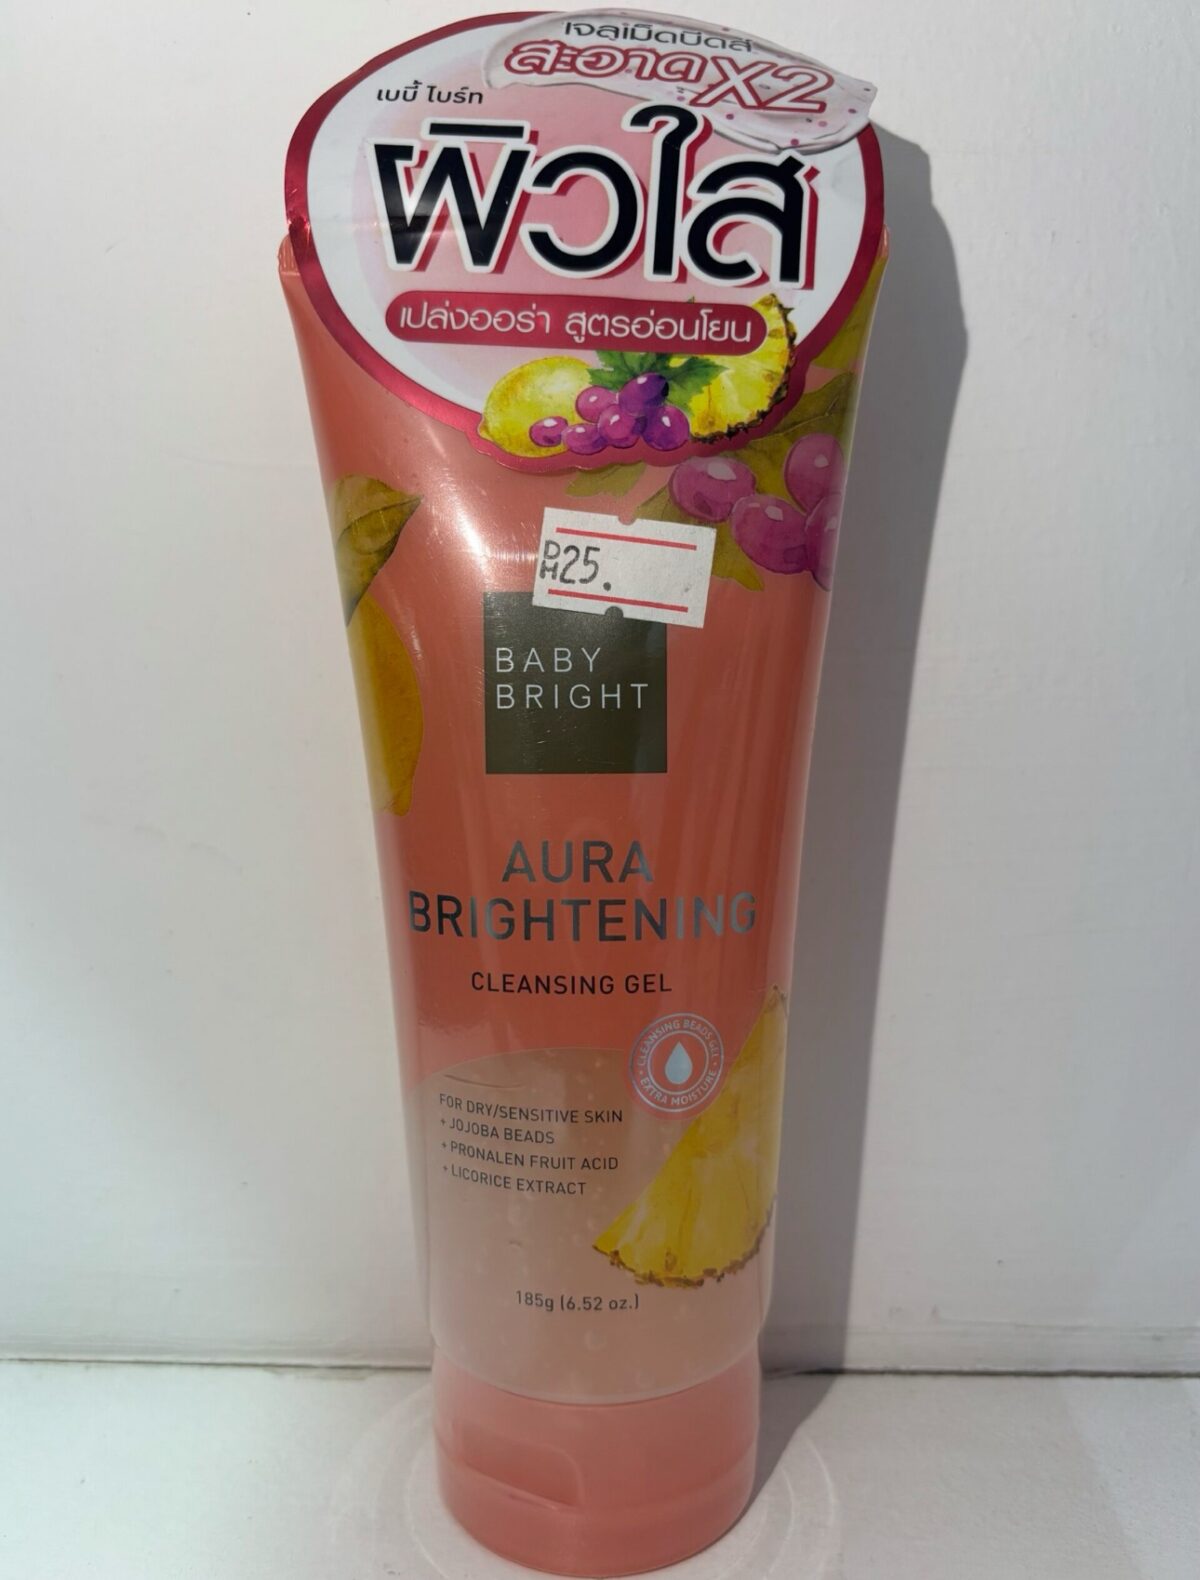 เจลเม็ดบีดส์
สะอาด X2
เบบี้ ไบร์ท
ผิวใส
เปล่งออร่า สูตรอ่อนโยน
DH25.
BABY
BRIGHT
AURA
BRIGHTENING
CLEANSING GEL
CLEANSING BEADS GEL
EXTRA MOISTURE
FOR DRY/SENSITIVE SKIN
+ JOJOBA BEADS
+ PRONALEN FRUIT ACID
+ LICORICE EXTRACT
185g (6.52 oz.)